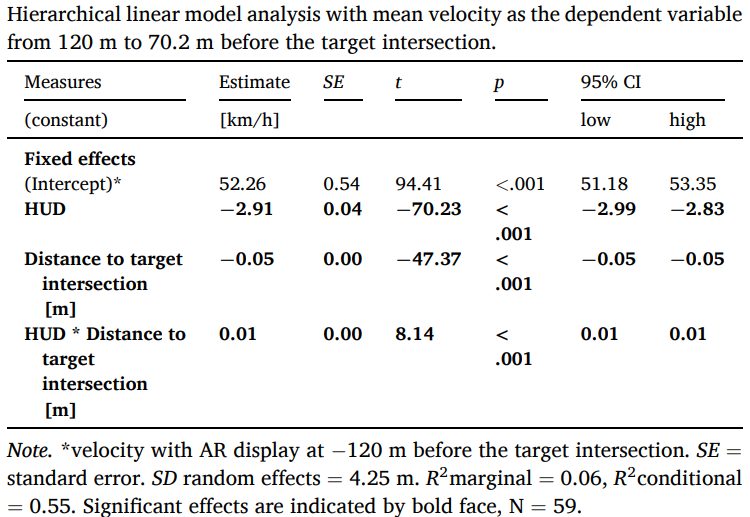 Hierarchical linear model analysis with mean velocity as the dependent variable
from 120 m to 70.2 m before the target intersection.
Measures Estimate SE t p 95% CI
(constant) [km/h] low high
Fixed effects
(Intercept)* 52.26 0.54 94.41 <.001 51.18 53.35
HUD −2.91 0.04 −70.23 < −2.99 −2.83
.001
Distance to target −0.05 0.00 −47.37 < −0.05 −0.05
intersection .001
[m]
HUD * Distance to 0.01 0.00 8.14 < 0.01 0.01
target .001
intersection
[m]
Note. *velocity with AR display at −120 m before the target intersection. SE =
standard error. SD random effects = 4.25 m. R²marginal = 0.06, R²conditional
= 0.55. Significant effects are indicated by bold face, N = 59.